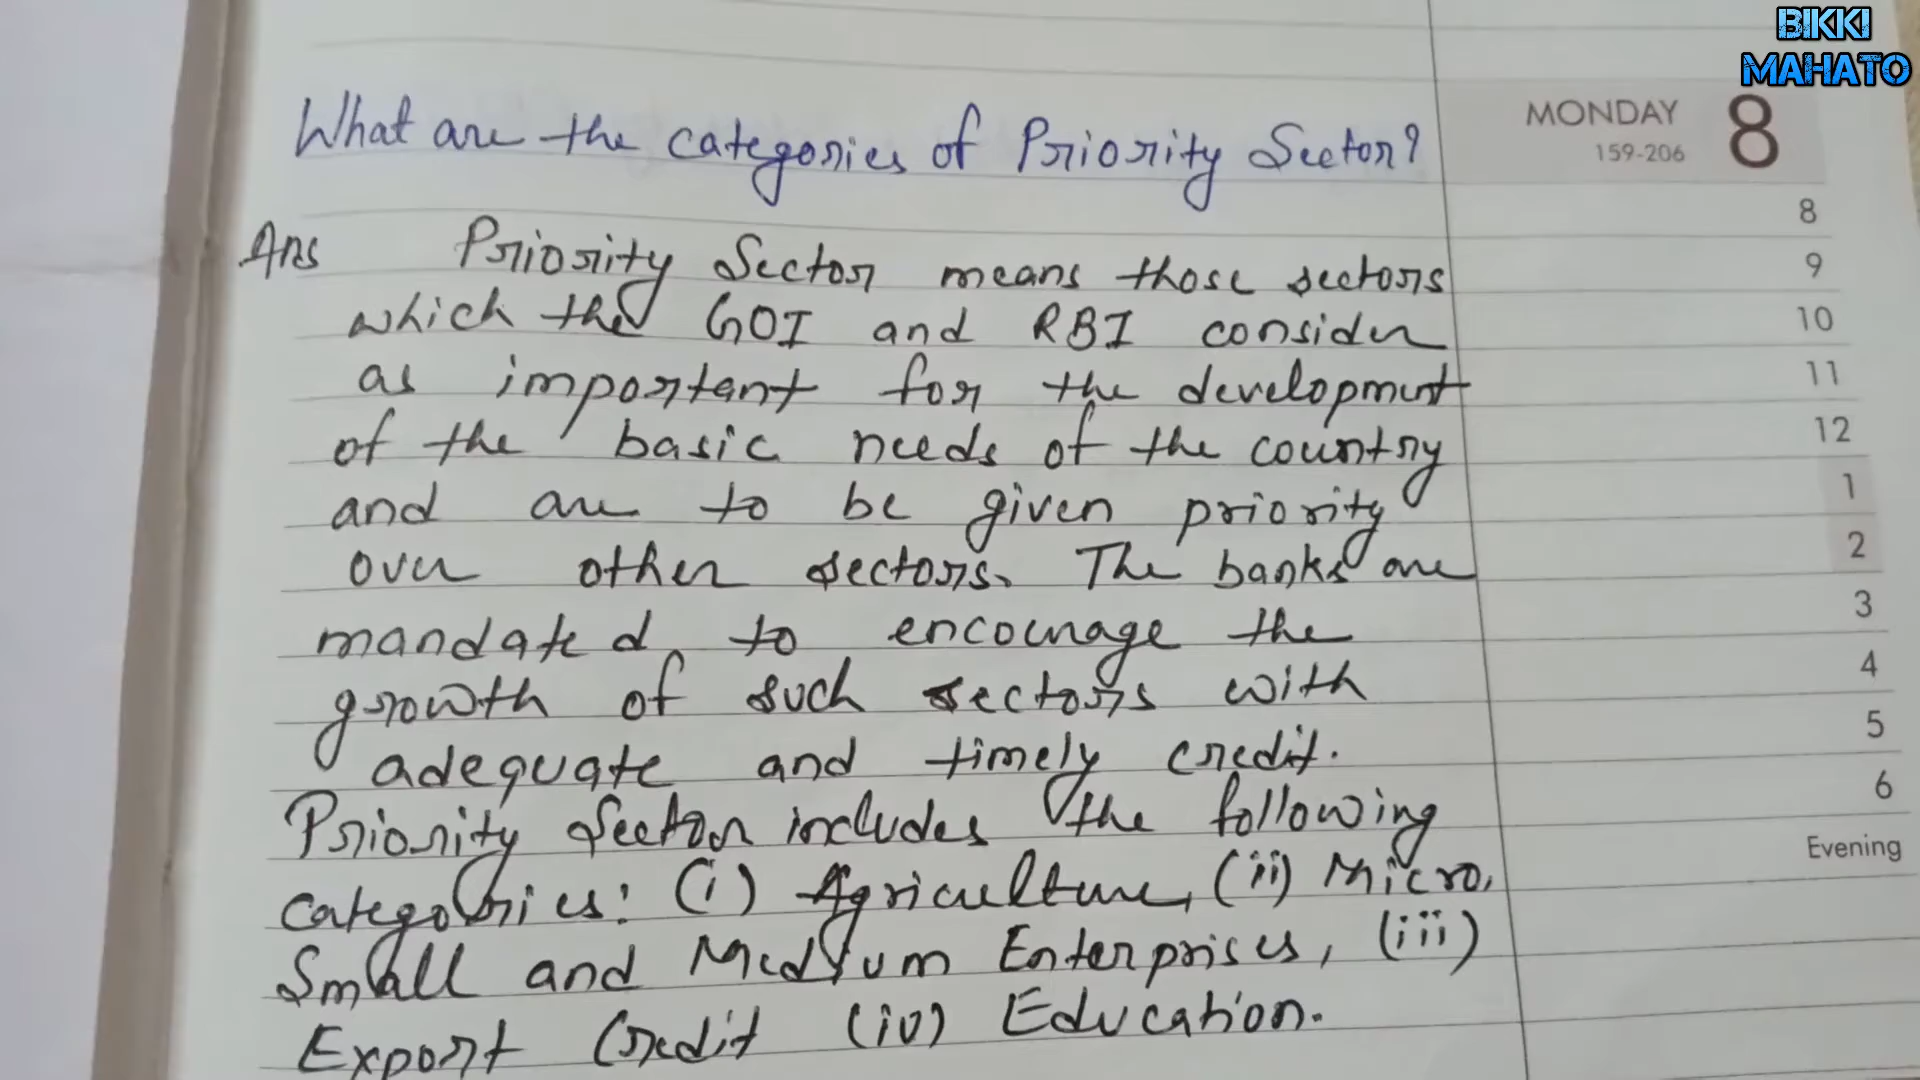 BIKKI
MAHATO
MONDAY 8
159-206
What are the categories of Priority Sector?
Ans Priority Sector means those sectors
which the GOI and RBI consider
as important for the development
of the basic needs of the country
and are to be given priority
over other sectors. The banks are
mandated to encourage the
growth of such sectors with
adequate and timely credit.
Priority Sector includes the following
categories: (i) Agriculture, (ii) Micro,
Small and Medium Enterprises, (iii)
Export Credit (iv) Education.
8
9
10
11
12
1
2
3
4
5
6
Evening